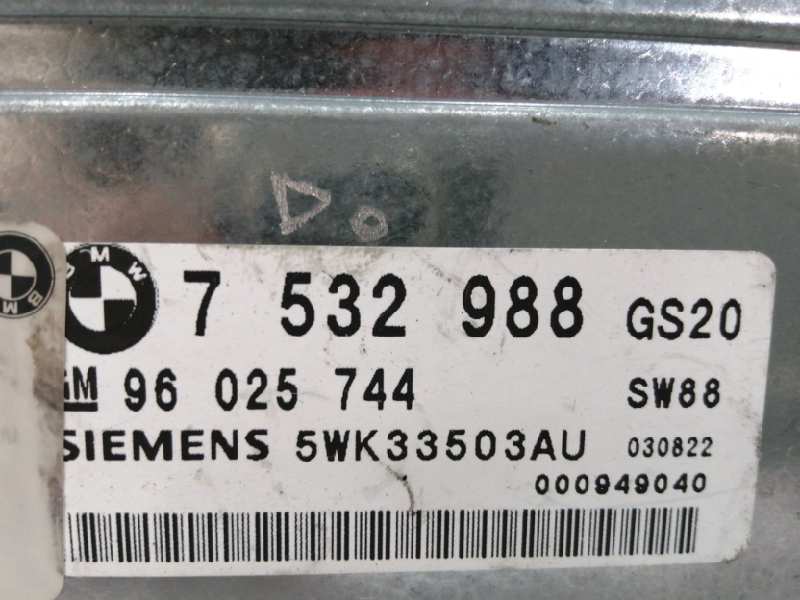 BMW 7 532 988 GS20
GM 96 025 744 SW88
SIEMENS 5WK33503AU 030822
000949040
BMW